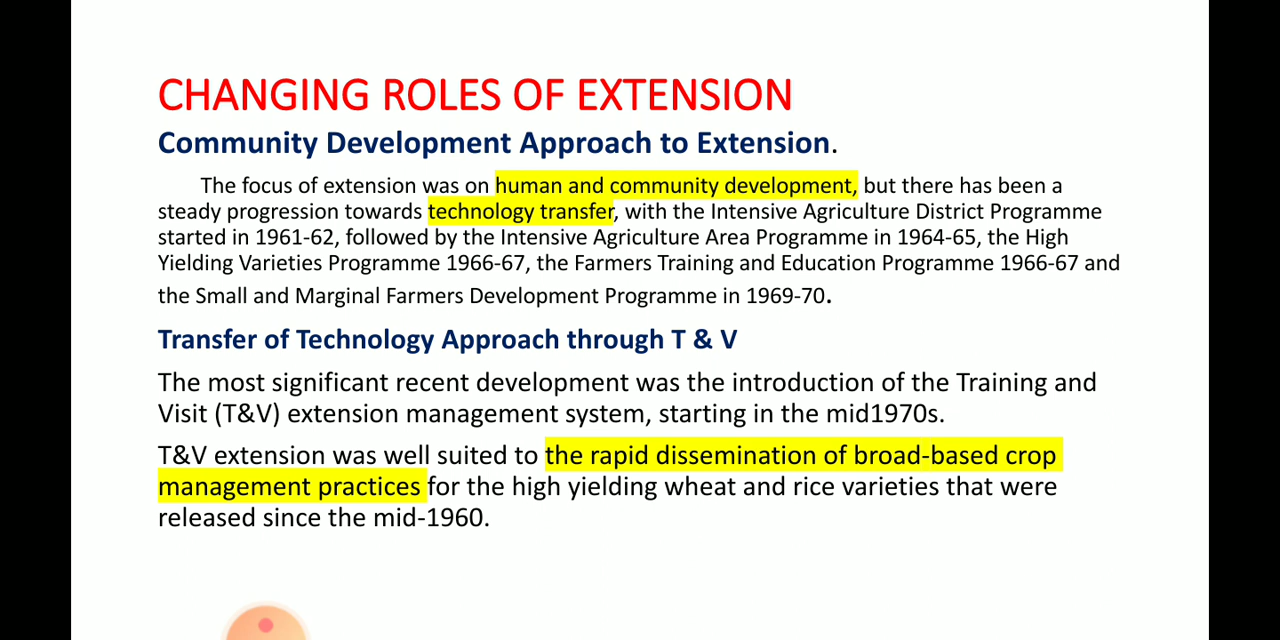 CHANGING ROLES OF EXTENSION
Community Development Approach to Extension.
The focus of extension was on human and community development, but there has been a
steady progression towards technology transfer, with the Intensive Agriculture District Programme
started in 1961-62, followed by the Intensive Agriculture Area Programme in 1964-65, the High
Yielding Varieties Programme 1966-67, the Farmers Training and Education Programme 1966-67 and
the Small and Marginal Farmers Development Programme in 1969-70.
Transfer of Technology Approach through T & V
The most significant recent development was the introduction of the Training and
Visit (T&V) extension management system, starting in the mid1970s.
T&V extension was well suited to the rapid dissemination of broad-based crop
management practices for the high yielding wheat and rice varieties that were
released since the mid-1960.